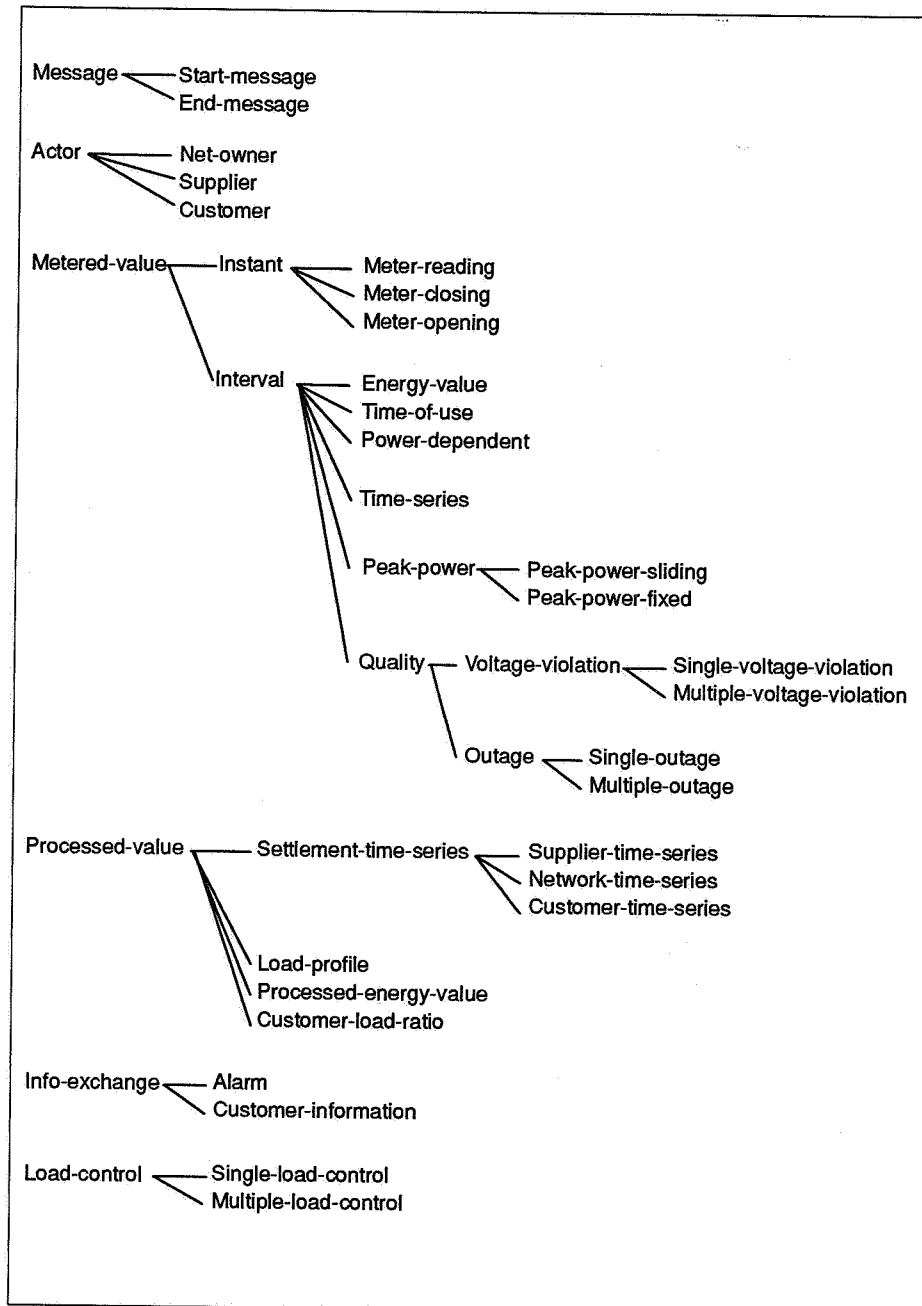 Message Start-message
End-message
Actor Net-owner
Supplier
Customer
Metered-value Instant Meter-reading
Meter-closing
Meter-opening
Interval Energy-value
Time-of-use
Power-dependent
Time-series
Peak-power Peak-power-sliding
Peak-power-fixed
Quality Voltage-violation Single-voltage-violation
Multiple-voltage-violation
Outage Single-outage
Multiple-outage
Processed-value Settlement-time-series Supplier-time-series
Network-time-series
Customer-time-series
Load-profile
Processed-energy-value
Customer-load-ratio
Info-exchange Alarm
Customer-information
Load-control Single-load-control
Multiple-load-control